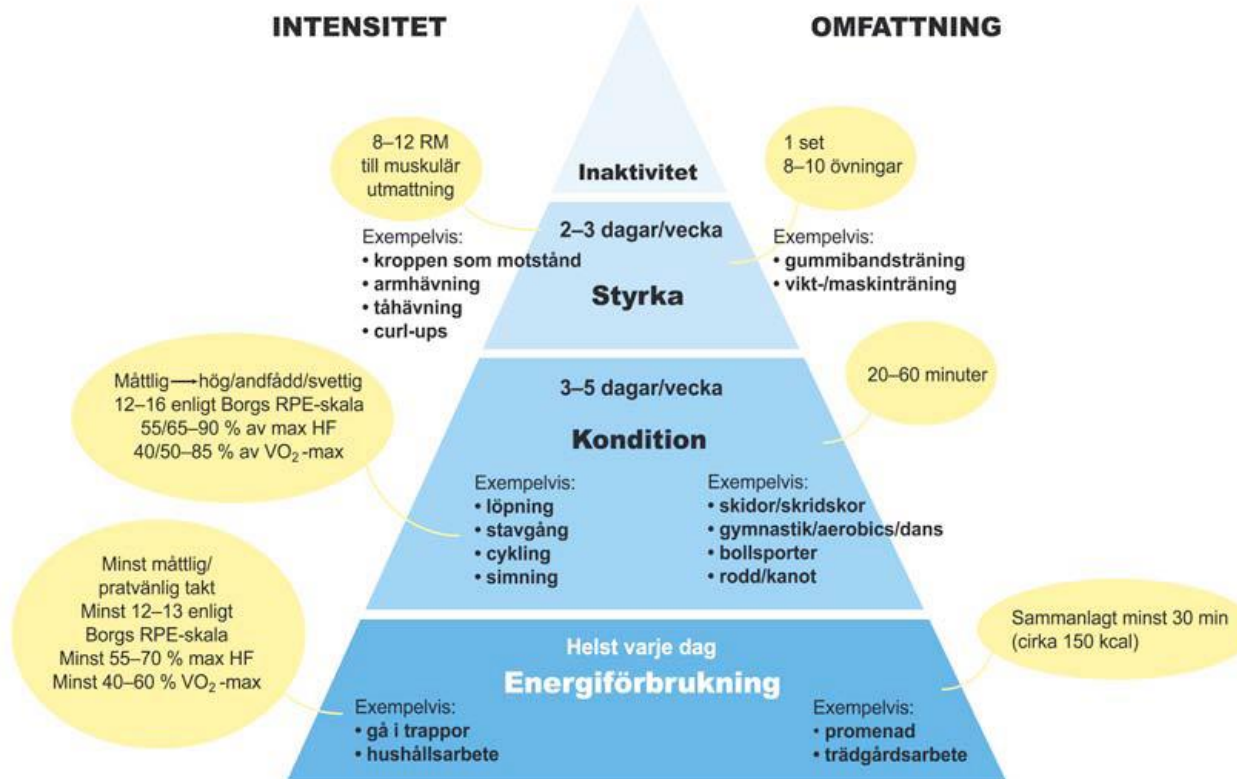 INTENSITET
OMFATTNING
8–12 RM
till muskulär
utmattning
1 set
8–10 övningar
Inaktivitet
2–3 dagar/vecka
Styrka
Exempelvis:
• kroppen som motstånd
• armhävning
• tåhävning
• curl-ups
Exempelvis:
• gummibandsträning
• vikt-/maskinträning
Måttlig→hög/andfådd/svettig
12–16 enligt Borgs RPE-skala
55/65–90 % av max HF
40/50–85 % av VO₂-max
20–60 minuter
3–5 dagar/vecka
Kondition
Exempelvis:
• löpning
• stavgång
• cykling
• simning
Exempelvis:
• skidor/skridskor
• gymnastik/aerobics/dans
• bollsporter
• rodd/kanot
Minst måttlig/
pratvänlig takt
Minst 12–13 enligt
Borgs RPE-skala
Minst 55–70 % max HF
Minst 40–60 % VO₂-max
Sammanlagt minst 30 min
(cirka 150 kcal)
Helst varje dag
Energiförbrukning
Exempelvis:
• gå i trappor
• hushållsarbete
Exempelvis:
• promenad
• trädgårdsarbete